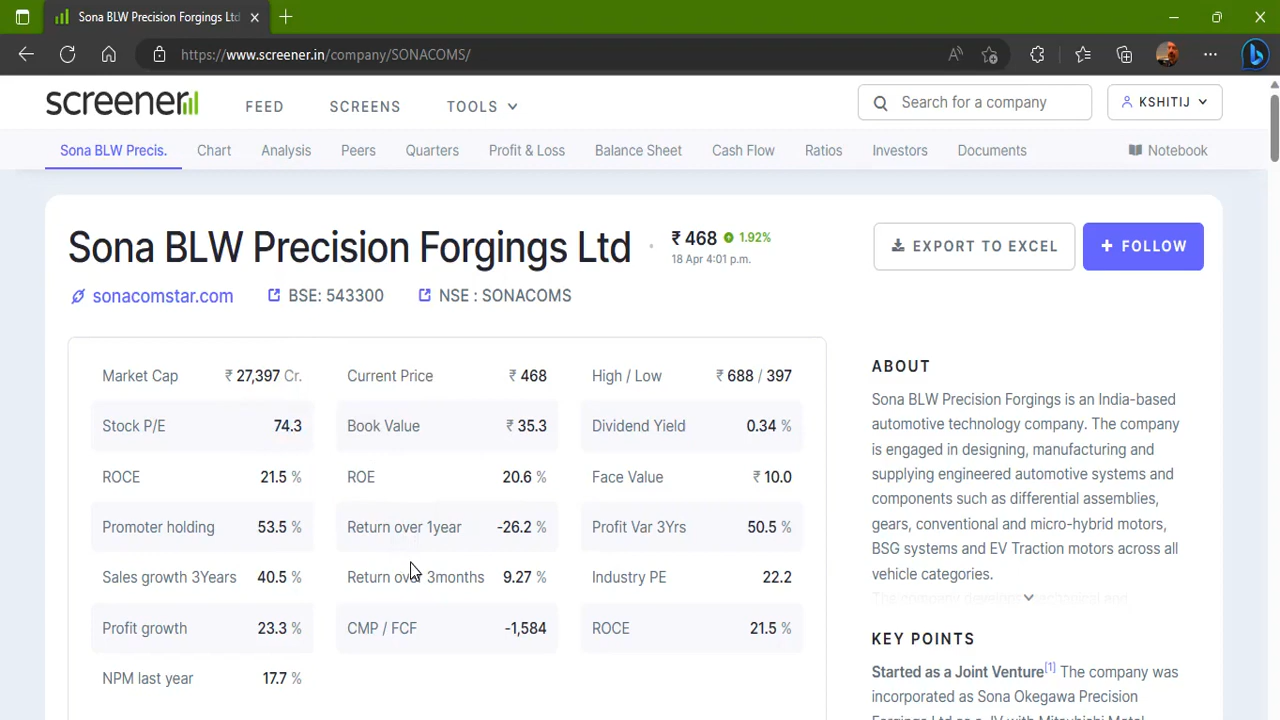 Sona BLW Precision Forgings Ltd
https://www.screener.in/company/SONACOMS/
screener
FEED
SCREENS
TOOLS
Search for a company
KSHITIJ
Sona BLW Precis.
Chart
Analysis
Peers
Quarters
Profit & Loss
Balance Sheet
Cash Flow
Ratios
Investors
Documents
Notebook
Sona BLW Precision Forgings Ltd
₹ 468 1.92%
18 Apr 4:01 p.m.
EXPORT TO EXCEL
+ FOLLOW
sonacomstar.com
BSE: 543300
NSE : SONACOMS
Market Cap ₹ 27,397 Cr.
Current Price ₹ 468
High / Low ₹ 688 / 397
Stock P/E 74.3
Book Value ₹ 35.3
Dividend Yield 0.34 %
ROCE 21.5 %
ROE 20.6 %
Face Value ₹ 10.0
Promoter holding 53.5 %
Return over 1year -26.2 %
Profit Var 3Yrs 50.5 %
Sales growth 3Years 40.5 %
Return over 3months 9.27 %
Industry PE 22.2
Profit growth 23.3 %
CMP / FCF -1,584
ROCE 21.5 %
NPM last year 17.7 %
ABOUT
Sona BLW Precision Forgings is an India-based
automotive technology company. The company
is engaged in designing, manufacturing and
supplying engineered automotive systems and
components such as differential assemblies,
gears, conventional and micro-hybrid motors,
BSG systems and EV Traction motors across all
vehicle categories.
KEY POINTS
Started as a Joint Venture[1] The company was
incorporated as Sona Okegawa Precision
Forgings Ltd as a JV with Mitsubishi Metal